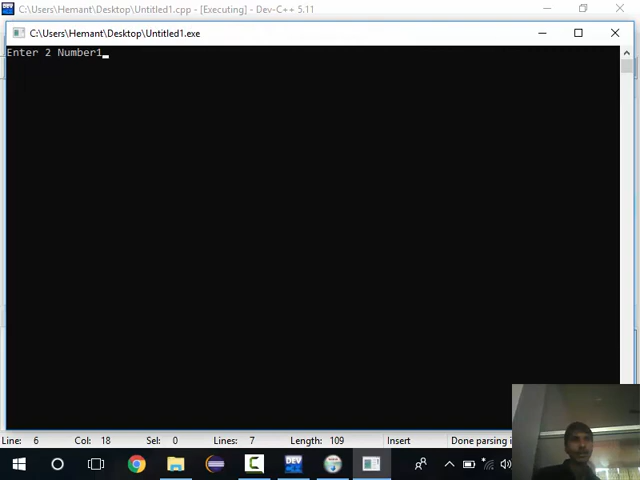 C:\Users\Hemant\Desktop\Untitled1.cpp - [Executing] - Dev-C++ 5.11
C:\Users\Hemant\Desktop\Untitled1.exe
Enter 2 Number1
Line: 6 Col: 18 Sel: 0 Lines: 7 Length: 109 Insert Done parsing i
DEV